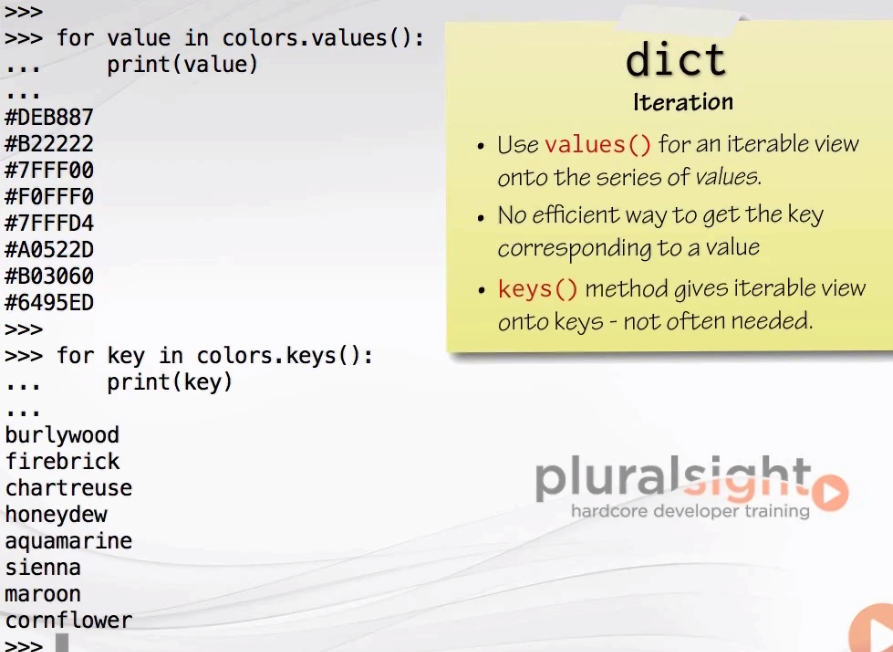 >>>
>>> for value in colors.values():
...     print(value)
...
#DEB887
#B22222
#7FFF00
#F0FFF0
#7FFFD4
#A0522D
#B03060
#6495ED
>>>
>>> for key in colors.keys():
...     print(key)
...
burlywood
firebrick
chartreuse
honeydew
aquamarine
sienna
maroon
cornflower
>>>
dict
Iteration
• Use values() for an iterable view
onto the series of values.
• No efficient way to get the key
corresponding to a value
• keys() method gives iterable view
onto keys - not often needed.
pluralsight
hardcore developer training